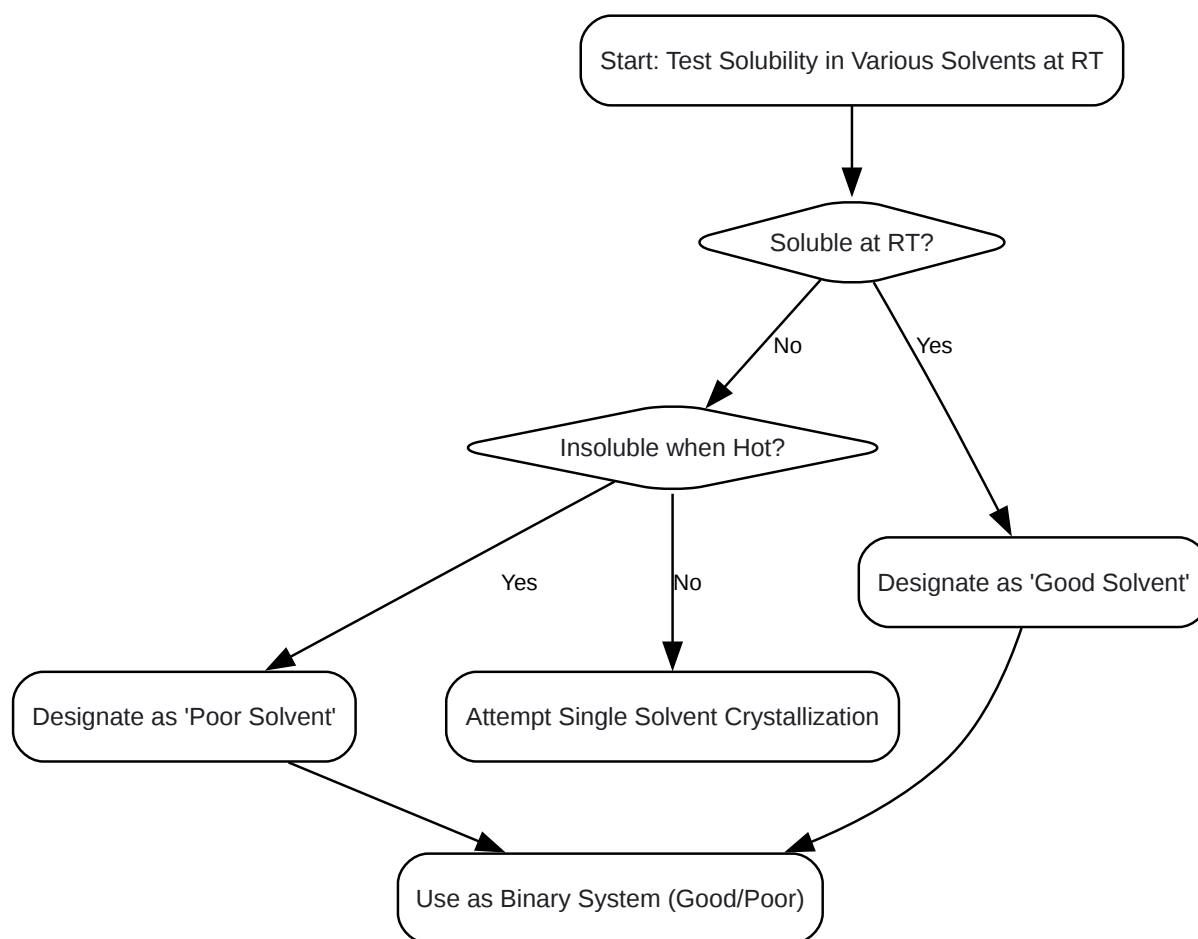 Start: Test Solubility in Various Solvents at RT
Soluble at RT?
No
Yes
Insoluble when Hot?
Yes
No
Designate as 'Good Solvent'
Designate as 'Poor Solvent'
Attempt Single Solvent Crystallization
Use as Binary System (Good/Poor)